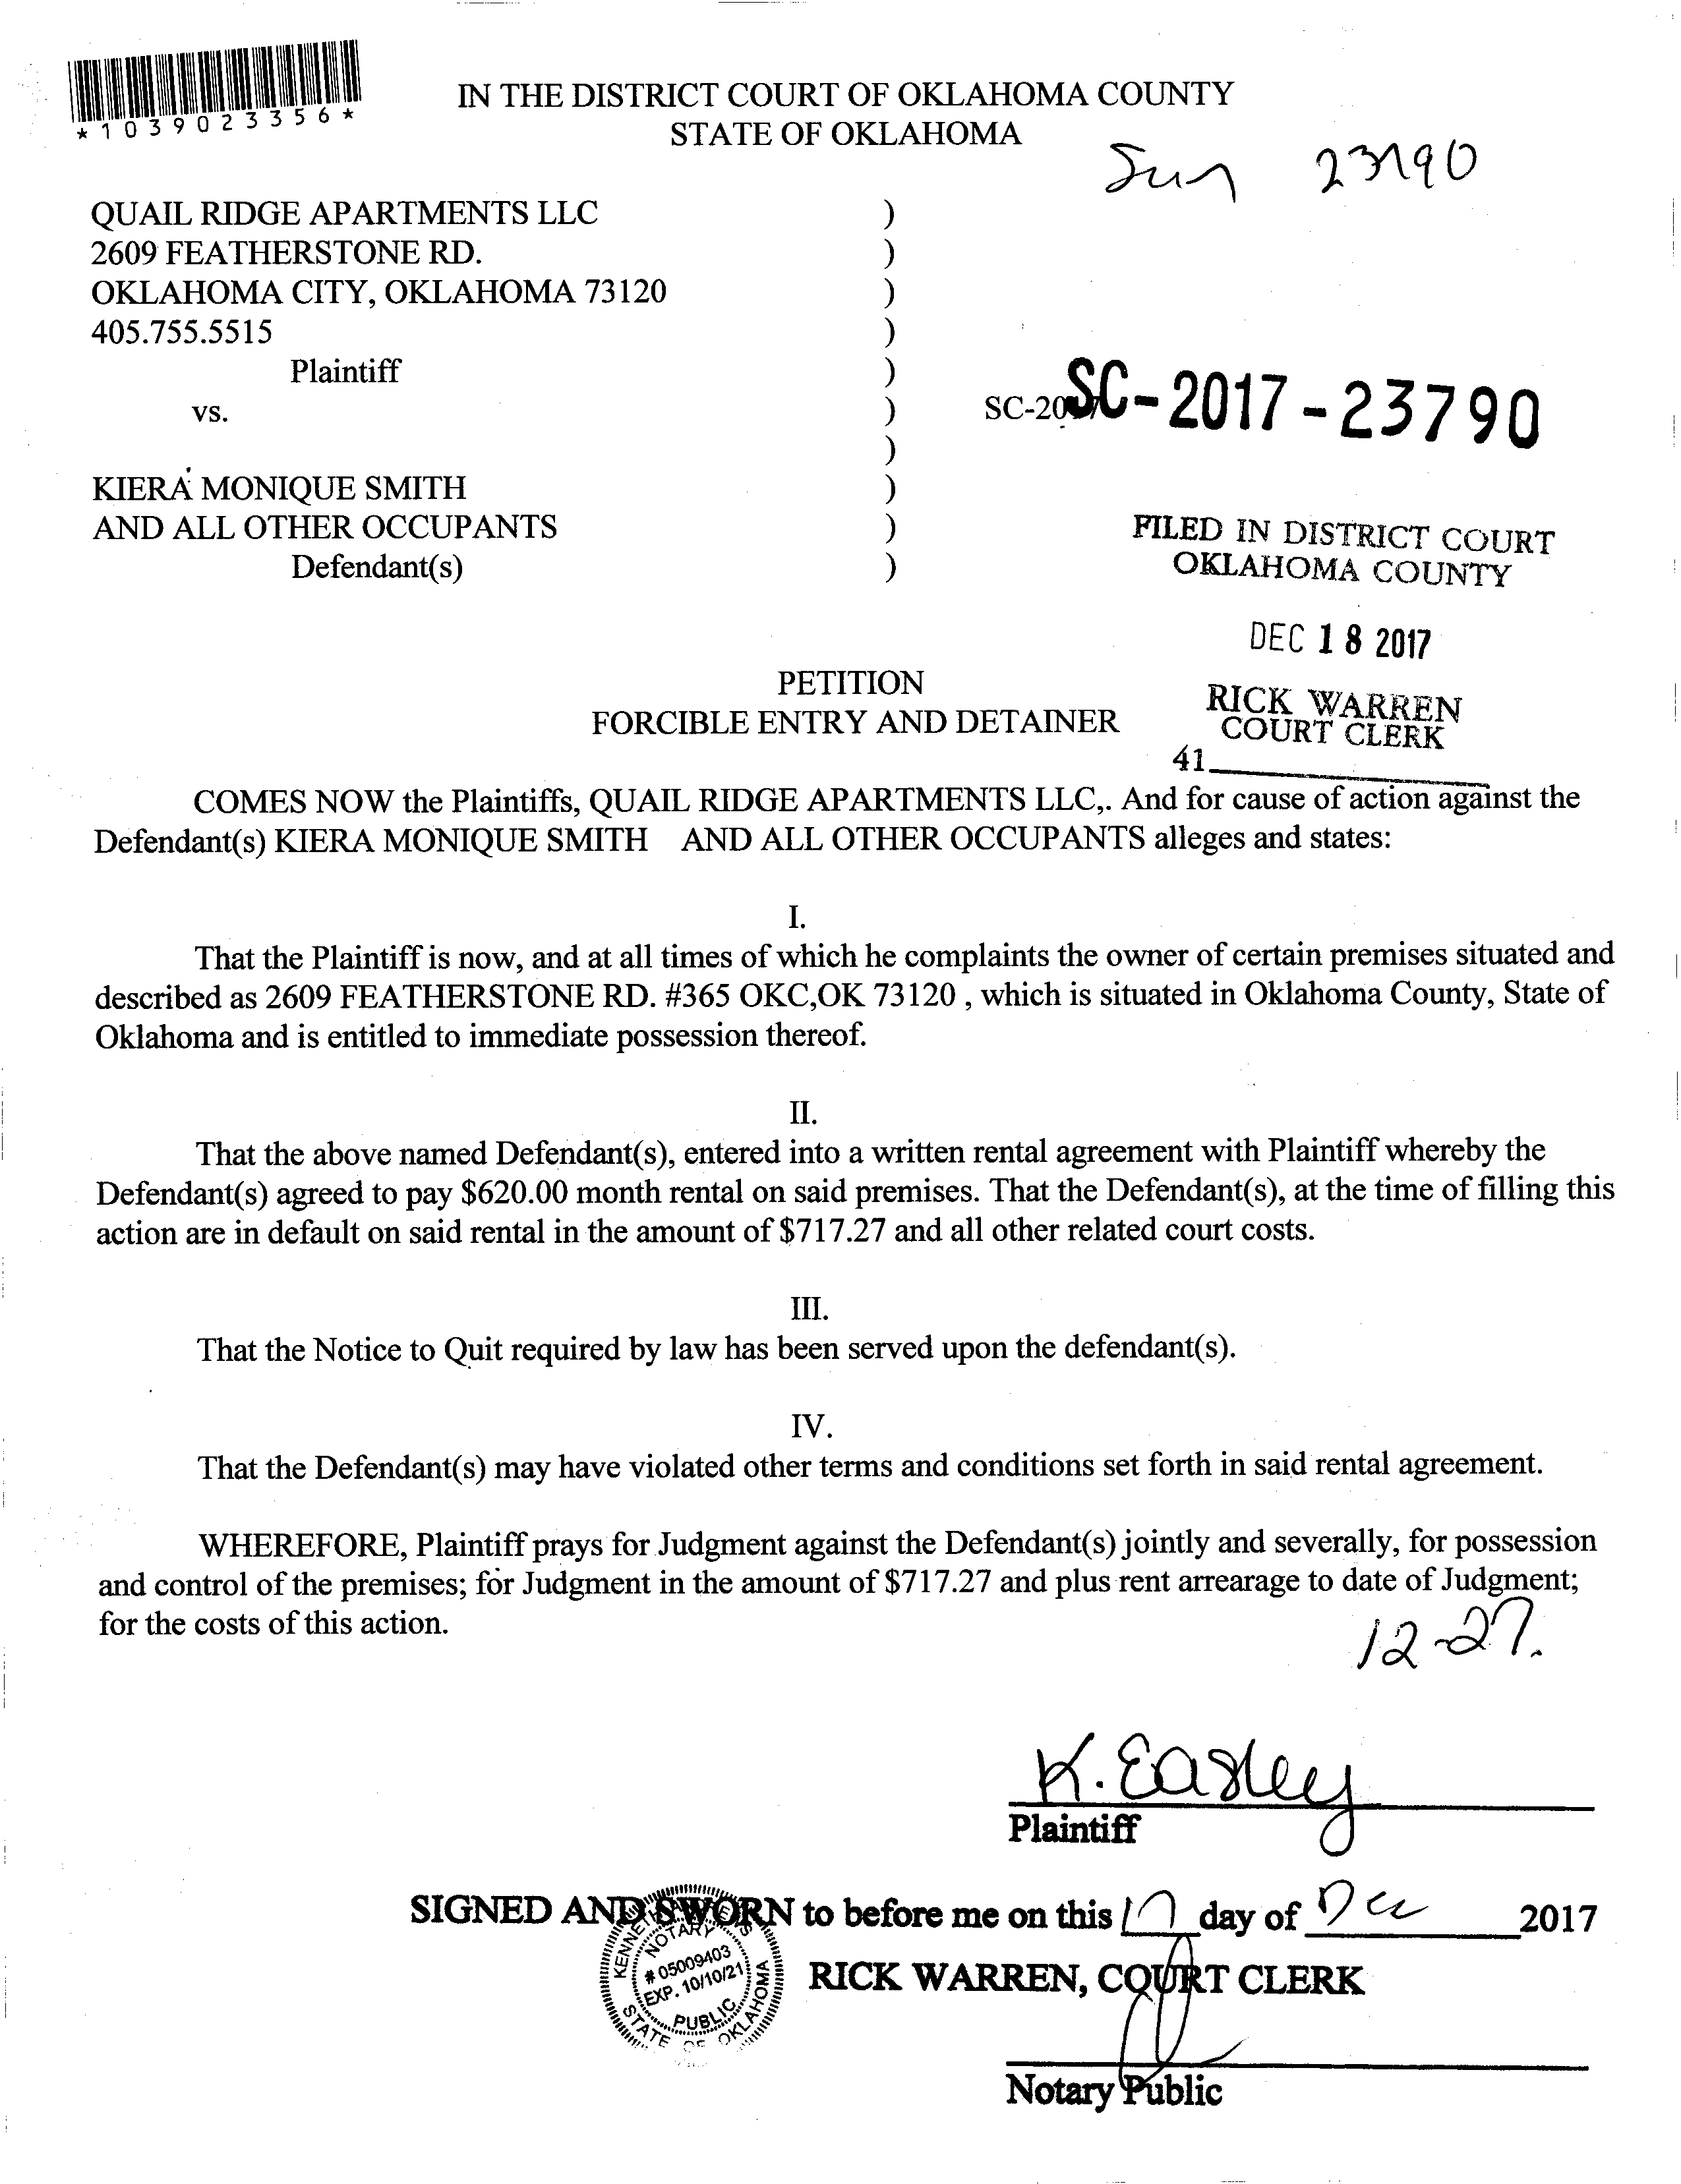 *1039023356*
IN THE DISTRICT COURT OF OKLAHOMA COUNTY
STATE OF OKLAHOMA
23790
QUAIL RIDGE APARTMENTS LLC )
2609 FEATHERSTONE RD. )
OKLAHOMA CITY, OKLAHOMA 73120 )
405.755.5515 )
Plaintiff )
vs. ) SC-20 SC-2017-23790
)
KIERA MONIQUE SMITH )
AND ALL OTHER OCCUPANTS )
Defendant(s) )
FILED IN DISTRICT COURT
OKLAHOMA COUNTY
DEC 18 2017
RICK WARREN
COURT CLERK
41
PETITION
FORCIBLE ENTRY AND DETAINER
COMES NOW the Plaintiffs, QUAIL RIDGE APARTMENTS LLC,. And for cause of action against the
Defendant(s) KIERA MONIQUE SMITH AND ALL OTHER OCCUPANTS alleges and states:
I.
That the Plaintiff is now, and at all times of which he complaints the owner of certain premises situated and
described as 2609 FEATHERSTONE RD. #365 OKC,OK 73120 , which is situated in Oklahoma County, State of
Oklahoma and is entitled to immediate possession thereof.
II.
That the above named Defendant(s), entered into a written rental agreement with Plaintiff whereby the
Defendant(s) agreed to pay $620.00 month rental on said premises. That the Defendant(s), at the time of filling this
action are in default on said rental in the amount of $717.27 and all other related court costs.
III.
That the Notice to Quit required by law has been served upon the defendant(s).
IV.
That the Defendant(s) may have violated other terms and conditions set forth in said rental agreement.
WHEREFORE, Plaintiff prays for Judgment against the Defendant(s) jointly and severally, for possession
and control of the premises; for Judgment in the amount of $717.27 and plus rent arrearage to date of Judgment;
for the costs of this action.
12-27.
K. Easley
Plaintiff
SIGNED AND SWORN to before me on this day of Dec 2017
RICK WARREN, COURT CLERK
Notary Public
NOTARY
# 05009403
EXP. 10/10/21
PUBLIC
STATE OF OKLAHOMA